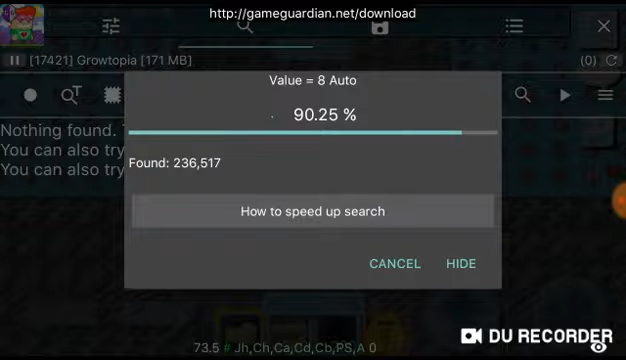 http://gameguardian.net/download
[17421] Growtopia [171 MB]
(0)
Value = 8 Auto
90.25 %
Nothing found.
You can also try
You can also try
Found: 236,517
How to speed up search
CANCEL
HIDE
DU RECORDER
73.5 # Jh,Ch,Ca,Cd,Cb,PS,A 0